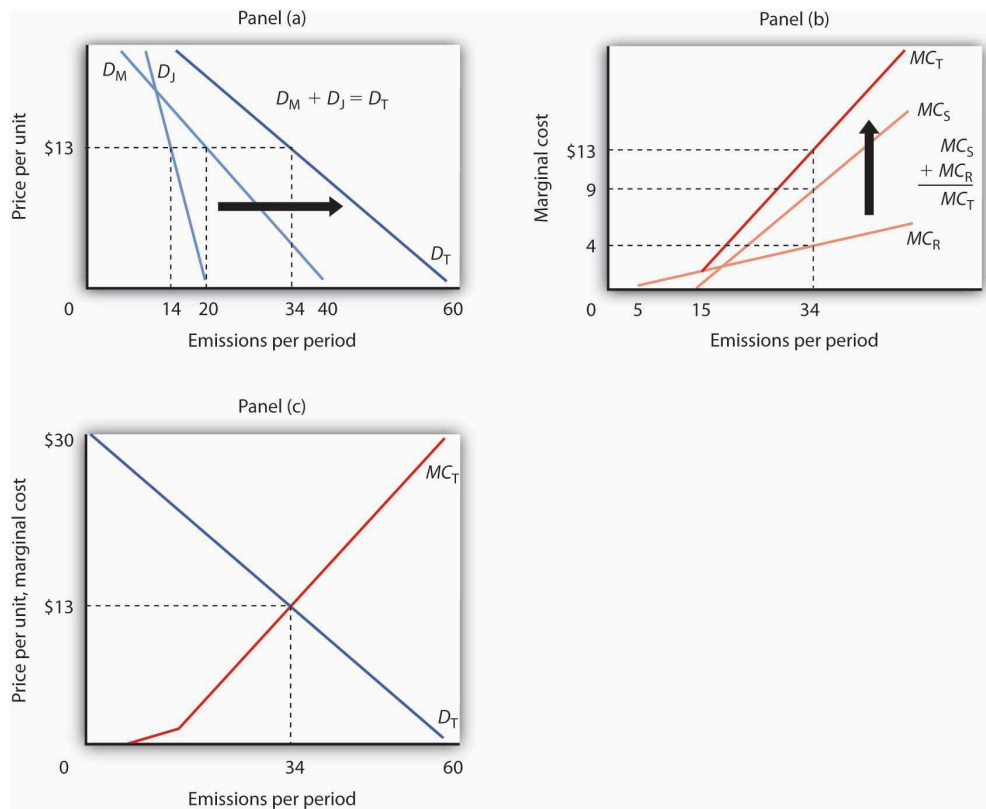 Panel (a)
Price per unit
D_M
D_J
D_M + D_J = D_T
$13
D_T
0
14
20
34
40
60
Emissions per period
Panel (b)
Marginal cost
MC_T
MC_S
$13
MC_S
+ MC_R
MC_T
9
4
MC_R
0
5
15
34
Emissions per period
Panel (c)
Price per unit, marginal cost
$30
MC_T
$13
D_T
0
34
60
Emissions per period